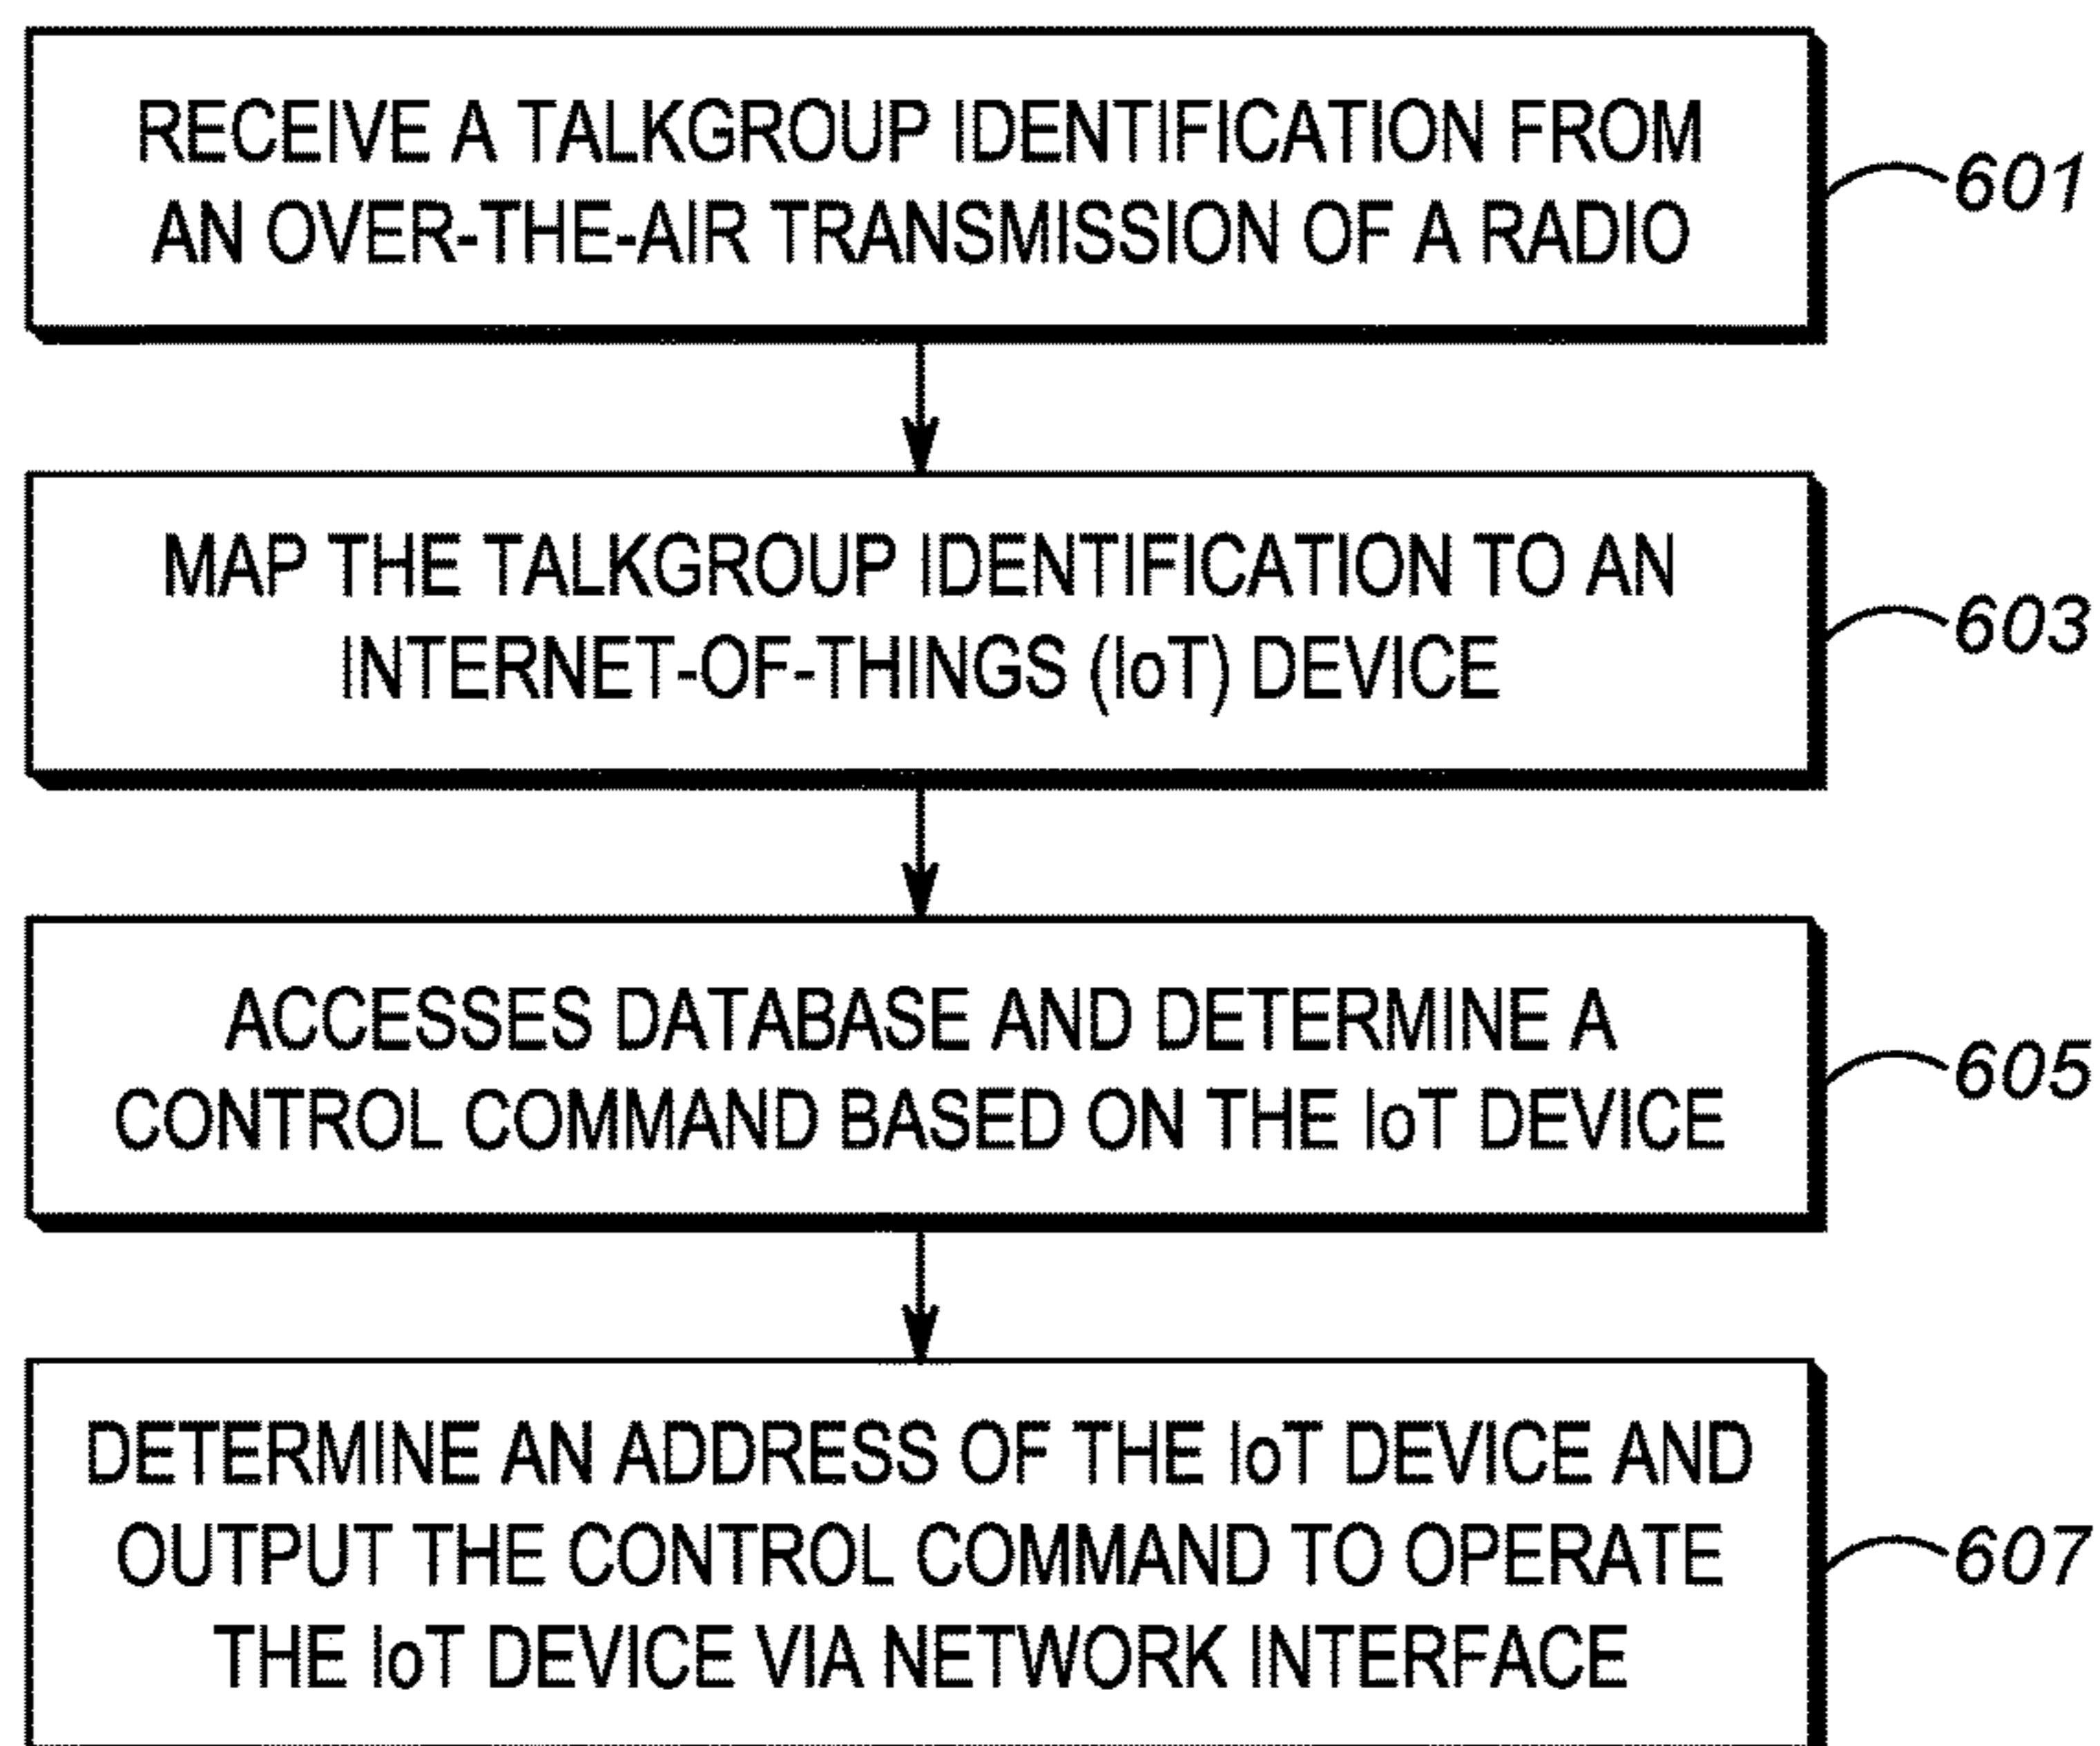 RECEIVE A TALKGROUP IDENTIFICATION FROM
AN OVER-THE-AIR TRANSMISSION OF A RADIO
601
MAP THE TALKGROUP IDENTIFICATION TO AN
INTERNET-OF-THINGS (IoT) DEVICE
603
ACCESSES DATABASE AND DETERMINE A
CONTROL COMMAND BASED ON THE IoT DEVICE
605
DETERMINE AN ADDRESS OF THE IoT DEVICE AND
OUTPUT THE CONTROL COMMAND TO OPERATE
THE IoT DEVICE VIA NETWORK INTERFACE
607